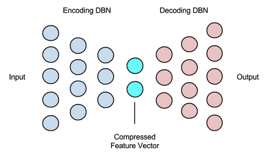 Encoding DBN
Decoding DBN
Input
Output
Compressed
Feature Vector